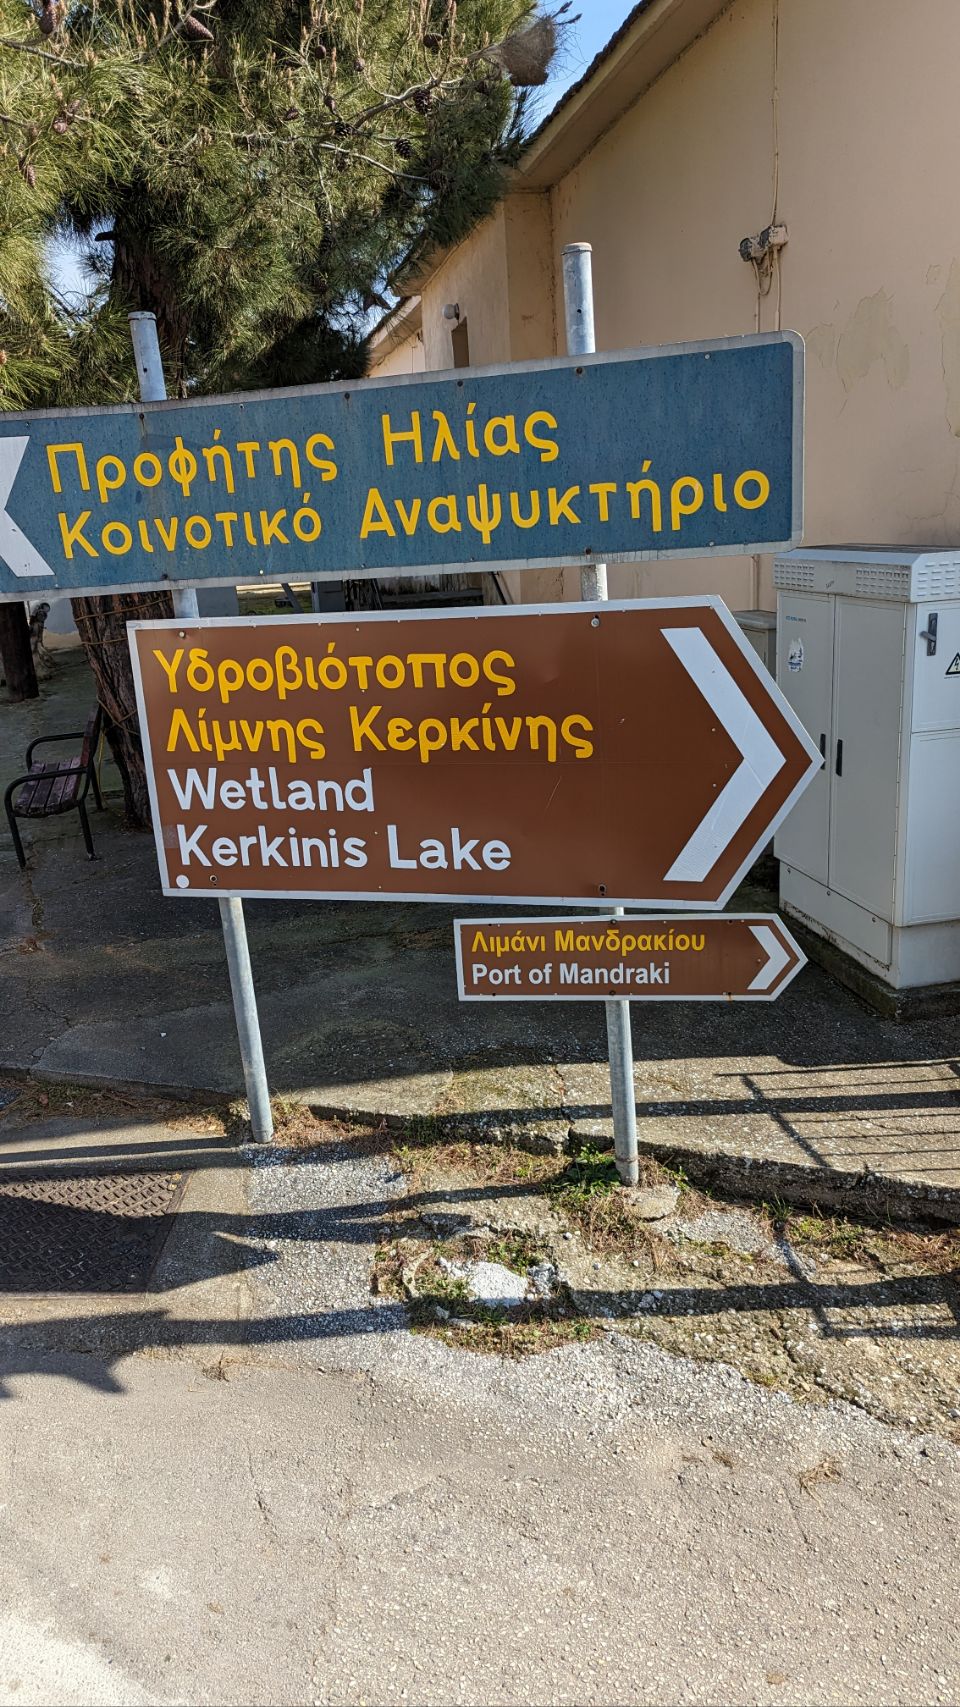 Προφήτης Ηλίας
Κοινοτικό Αναψυκτήριο
Υδροβιότοπος
Λίμνης Κερκίνης
Wetland
Kerkinis Lake
Λιμάνι Μανδρακίου
Port of Mandraki